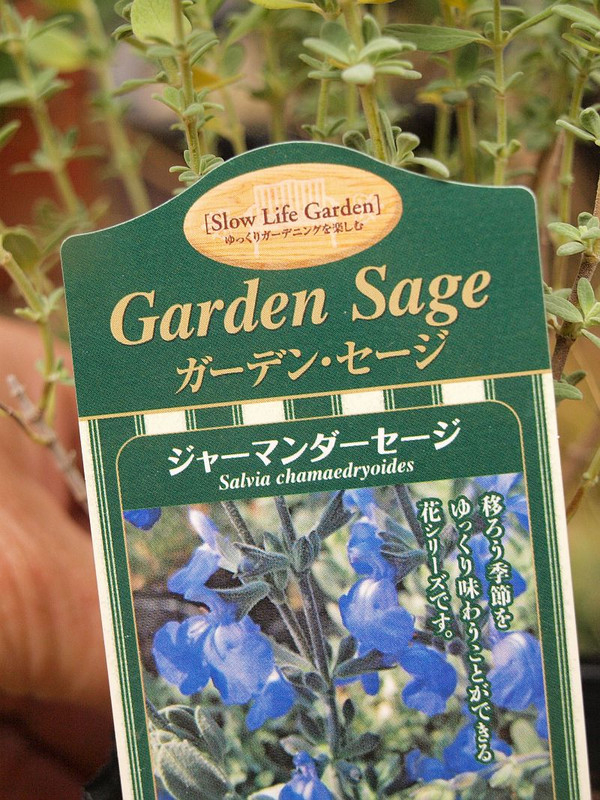 [Slow Life Garden]
ゆっくりガーデニングを楽しむ
Garden Sage
ガーデン・セージ
ジャーマンダーセージ
Salvia chamaedryoides
移ろう季節を
ゆっくり味わうことができる
花シリーズです。